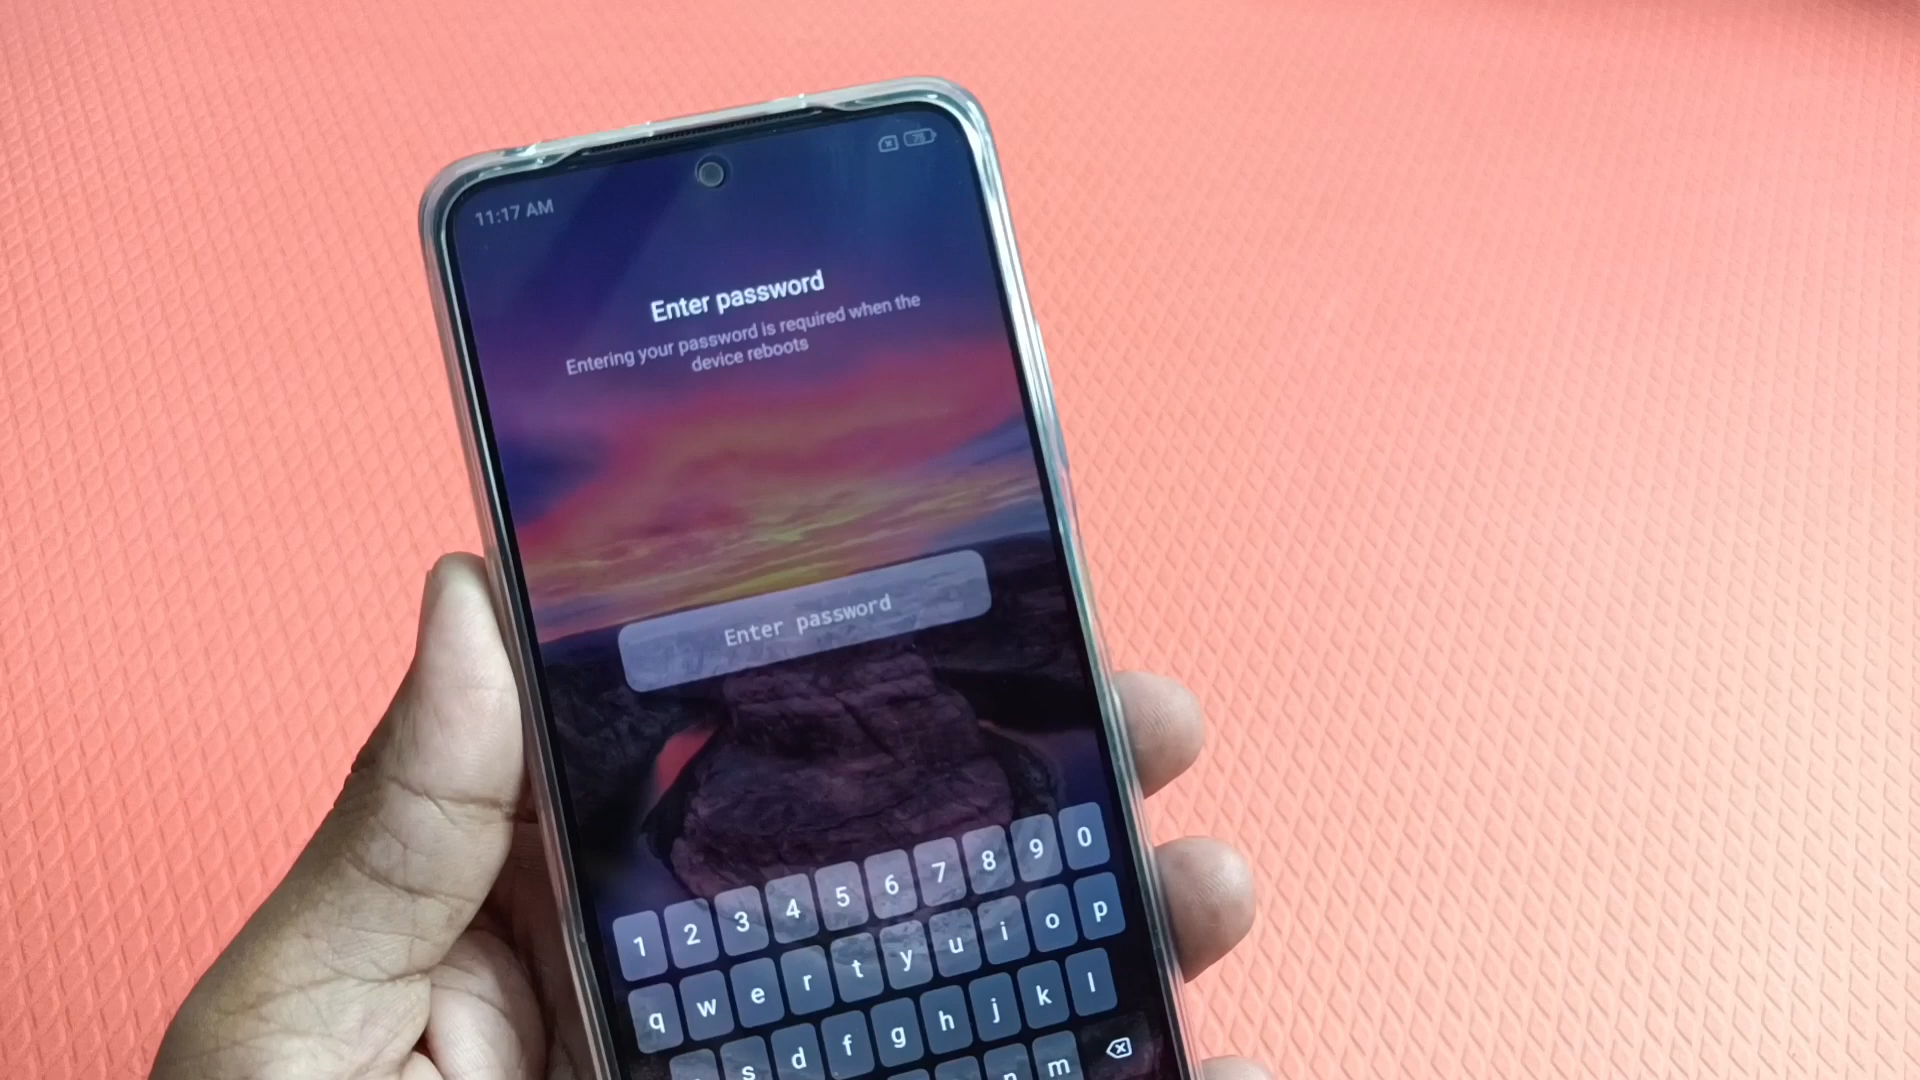 11:17 AM
75
Enter password
Entering your password is required when the
device reboots
Enter password
1 2 3 4 5 6 7 8 9 0
q w e r t y u i o p
s d f g h j k l
n m